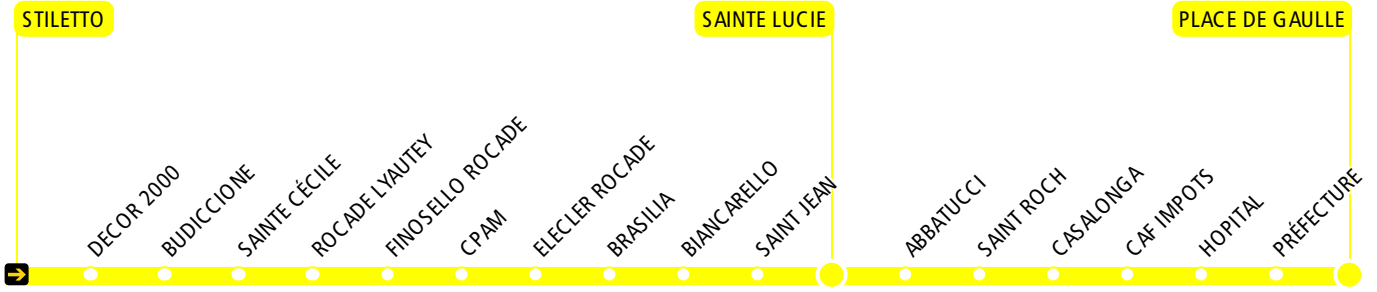 STILETTO
SAINTE LUCIE
PLACE DE GAULLE
DECOR 2000
BUDICCIONE
SAINTE CÉCILE
ROCADE LYAUTEY
FINOSELLO ROCADE
CPAM
ELECLER ROCADE
BRASILIA
BIANCARELLO
SAINT JEAN
ABBATUCCI
SAINT ROCH
CASALONGA
CAF IMPOTS
HOPITAL
PRÉFECTURE